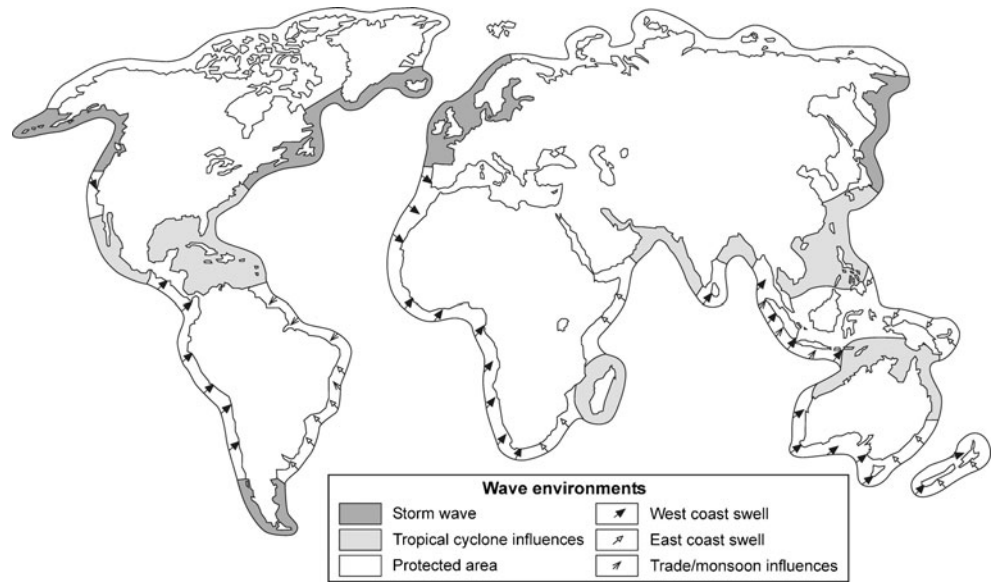 Wave environments
Storm wave
Tropical cyclone influences
Protected area
West coast swell
East coast swell
Trade/monsoon influences